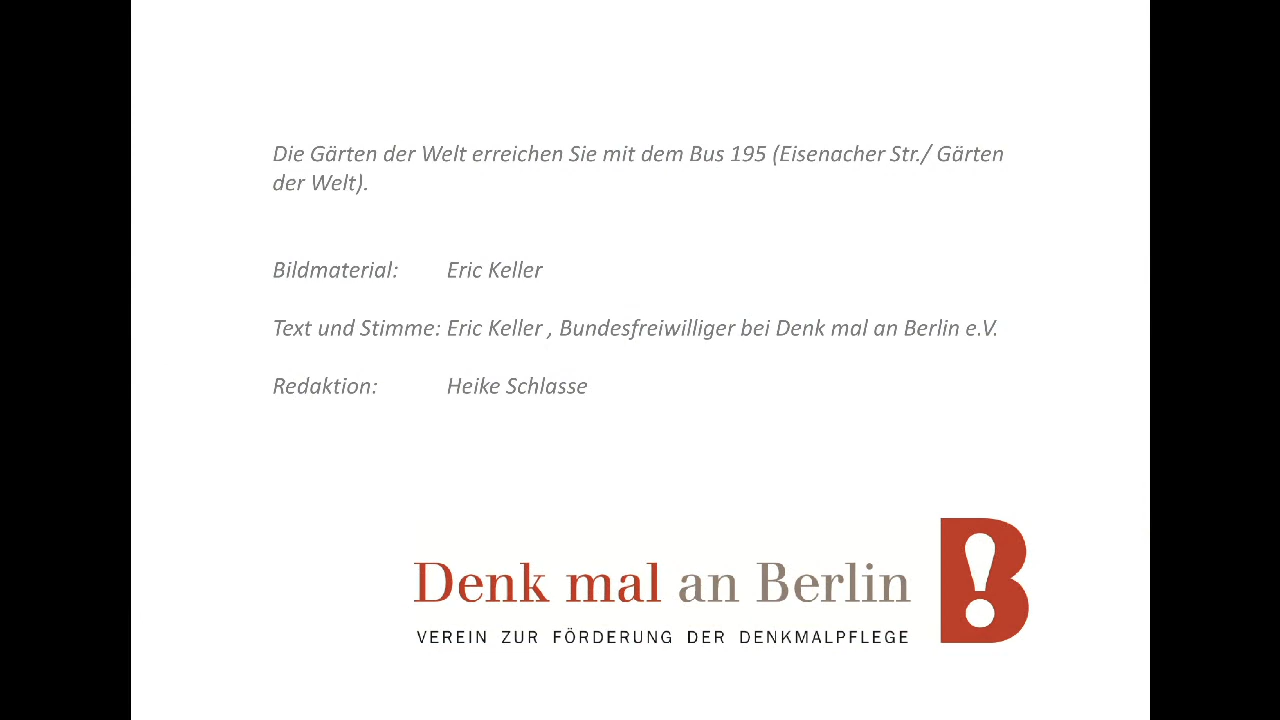 Die Gärten der Welt erreichen Sie mit dem Bus 195 (Eisenacher Str./ Gärten
der Welt).
Bildmaterial: Eric Keller
Text und Stimme: Eric Keller , Bundesfreiwilliger bei Denk mal an Berlin e.V.
Redaktion: Heike Schlasse
Denk mal an Berlin
VEREIN ZUR FÖRDERUNG DER DENKMALPFLEGE
B!